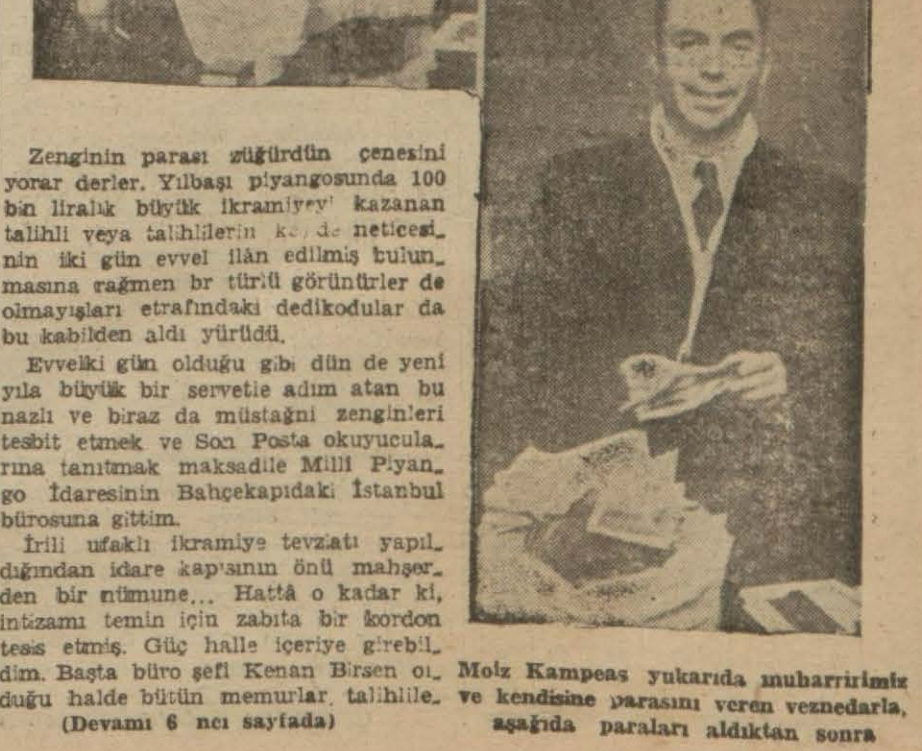 Zenginin parası züğürdün çenesini
yorar derler. Yılbaşı piyangosunda 100
bin liralık büyük ikramiyeyi kazanan
talihli veya talihlilerin neticesi_
nin iki gün evvel ilân edilmiş bulun_
masına rağmen br türlü görünürler de
olmayışları etrafındaki dedikodular da
bu kabilden aldı yürüdü.
Evvelki gün olduğu gibi dün de yeni
yıla büyük bir servetle adım atan bu
nazlı ve biraz da müstağni zenginleri
tesbit etmek ve Son Posta okuyucula_
rına tanıtmak maksadile Milli Piyan_
go İdaresinin Bahçekapıdaki İstanbul
bürosuna gittim.
İrili ufaklı ikramiye tevziatı yapıl_
dığından idare kapısının önü mahşer_
den bir nümune... Hattâ o kadar ki,
intizamı temin için zabıta bir kordon
tesis etmiş. Güç halle içeriye girebil_
dim. Başta büro şefi Kenan Birsen ol_
duğu halde bütün memurlar, talihlile_
(Devamı 6 ncı sayfada)
Moiz Kampeas yukarıda muharririmiz
ve kendisine parasını veren veznedarla,
aşağıda paraları aldıktan sonra